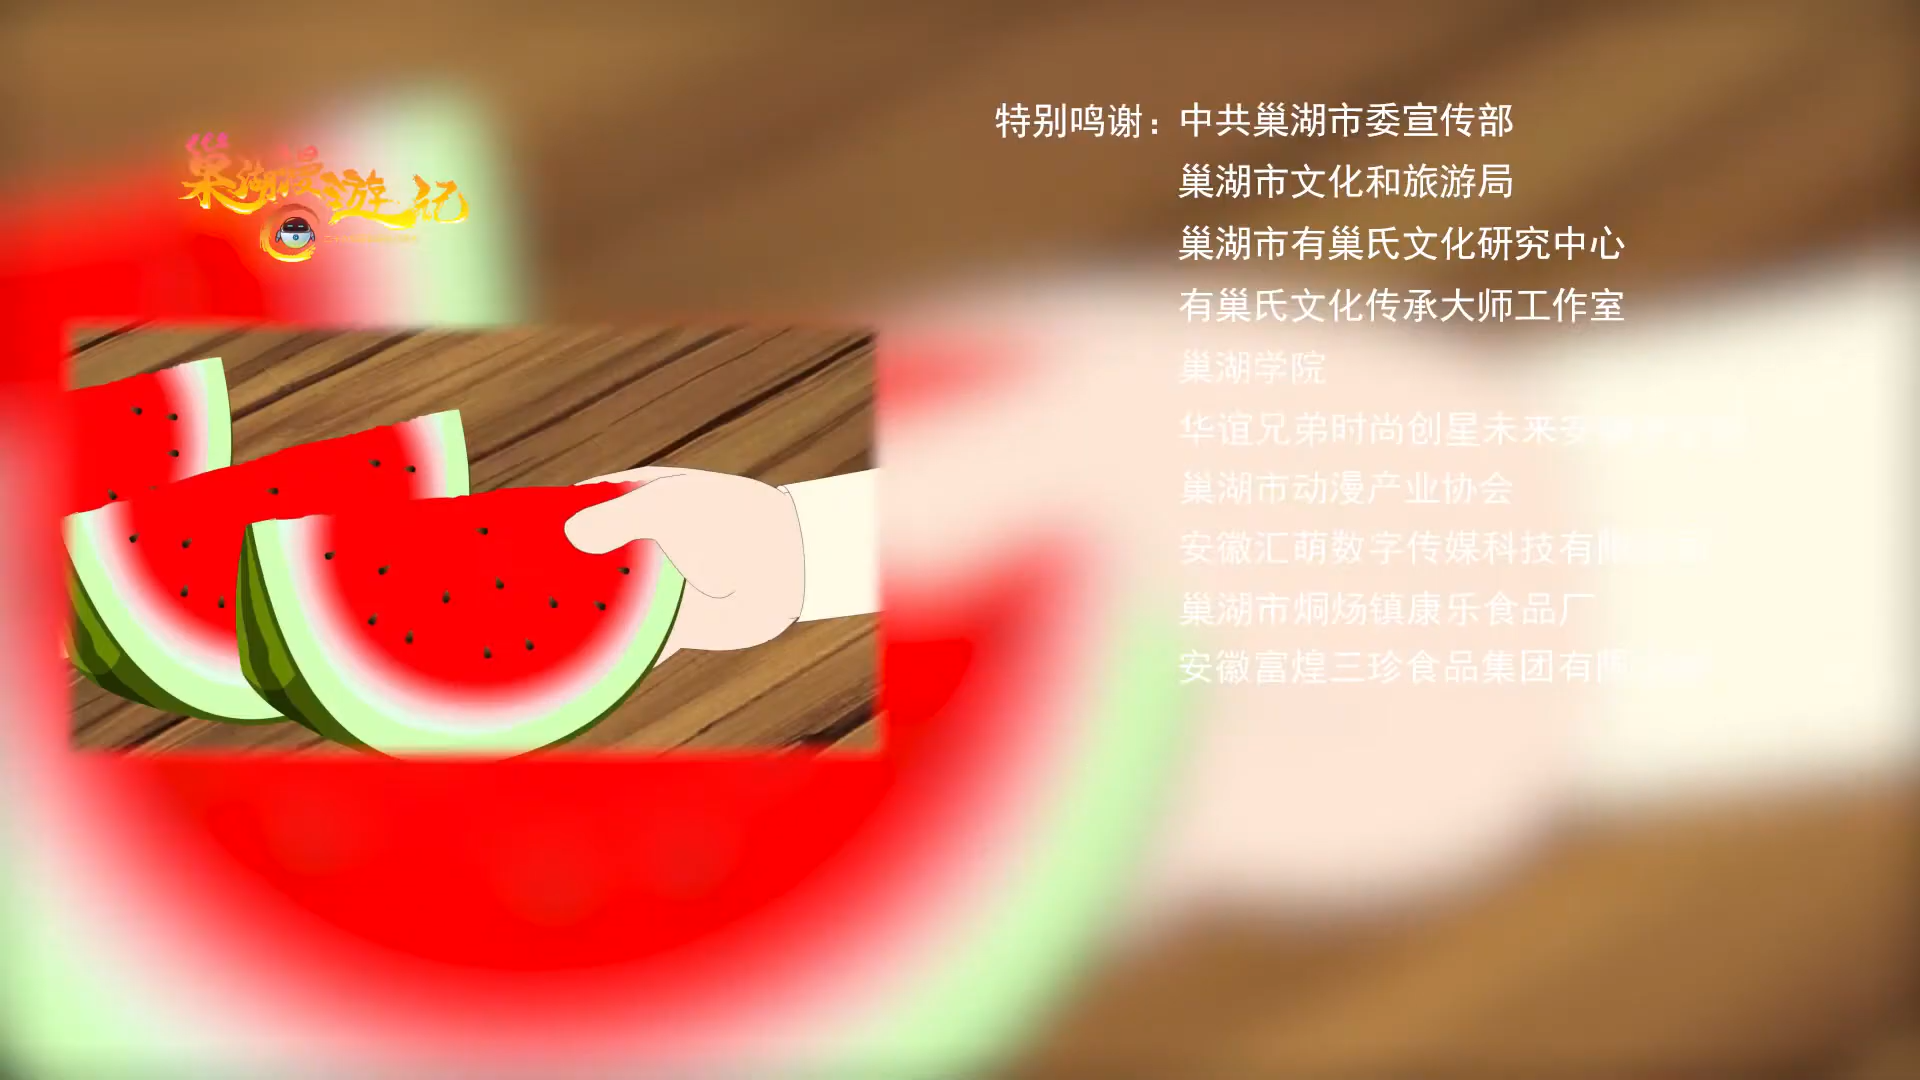 巢湖漫游记
特别鸣谢：中共巢湖市委宣传部
巢湖市文化和旅游局
巢湖市有巢氏文化研究中心
有巢氏文化传承大师工作室
巢湖学院
华谊兄弟时尚创星未来安
巢湖市动漫产业协会
安徽汇萌数字传媒科技有限
巢湖市烔炀镇康乐食品厂
安徽富煌三珍食品集团有限